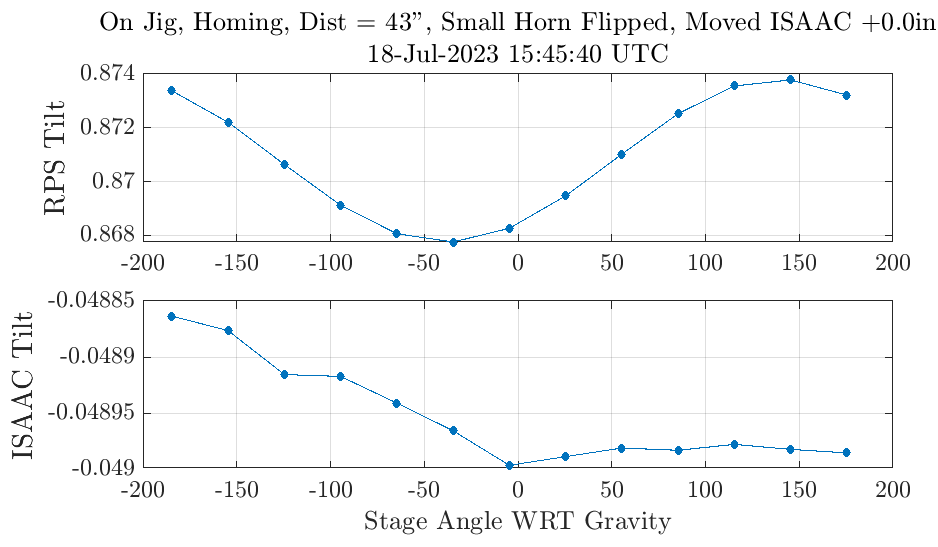 On Jig, Homing, Dist = 43”, Small Horn Flipped, Moved ISAAC +0.0in
18-Jul-2023 15:45:40 UTC
RPS Tilt
0.874
0.872
0.87
0.868
-200 -150 -100 -50 0 50 100 150 200
ISAAC Tilt
-0.04885
-0.0489
-0.04895
-0.049
-200 -150 -100 -50 0 50 100 150 200
Stage Angle WRT Gravity